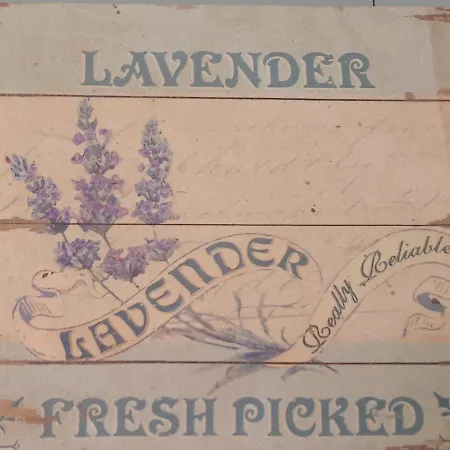 LAVENDER
LAVENDER
Really Reliable
FRESH PICKED